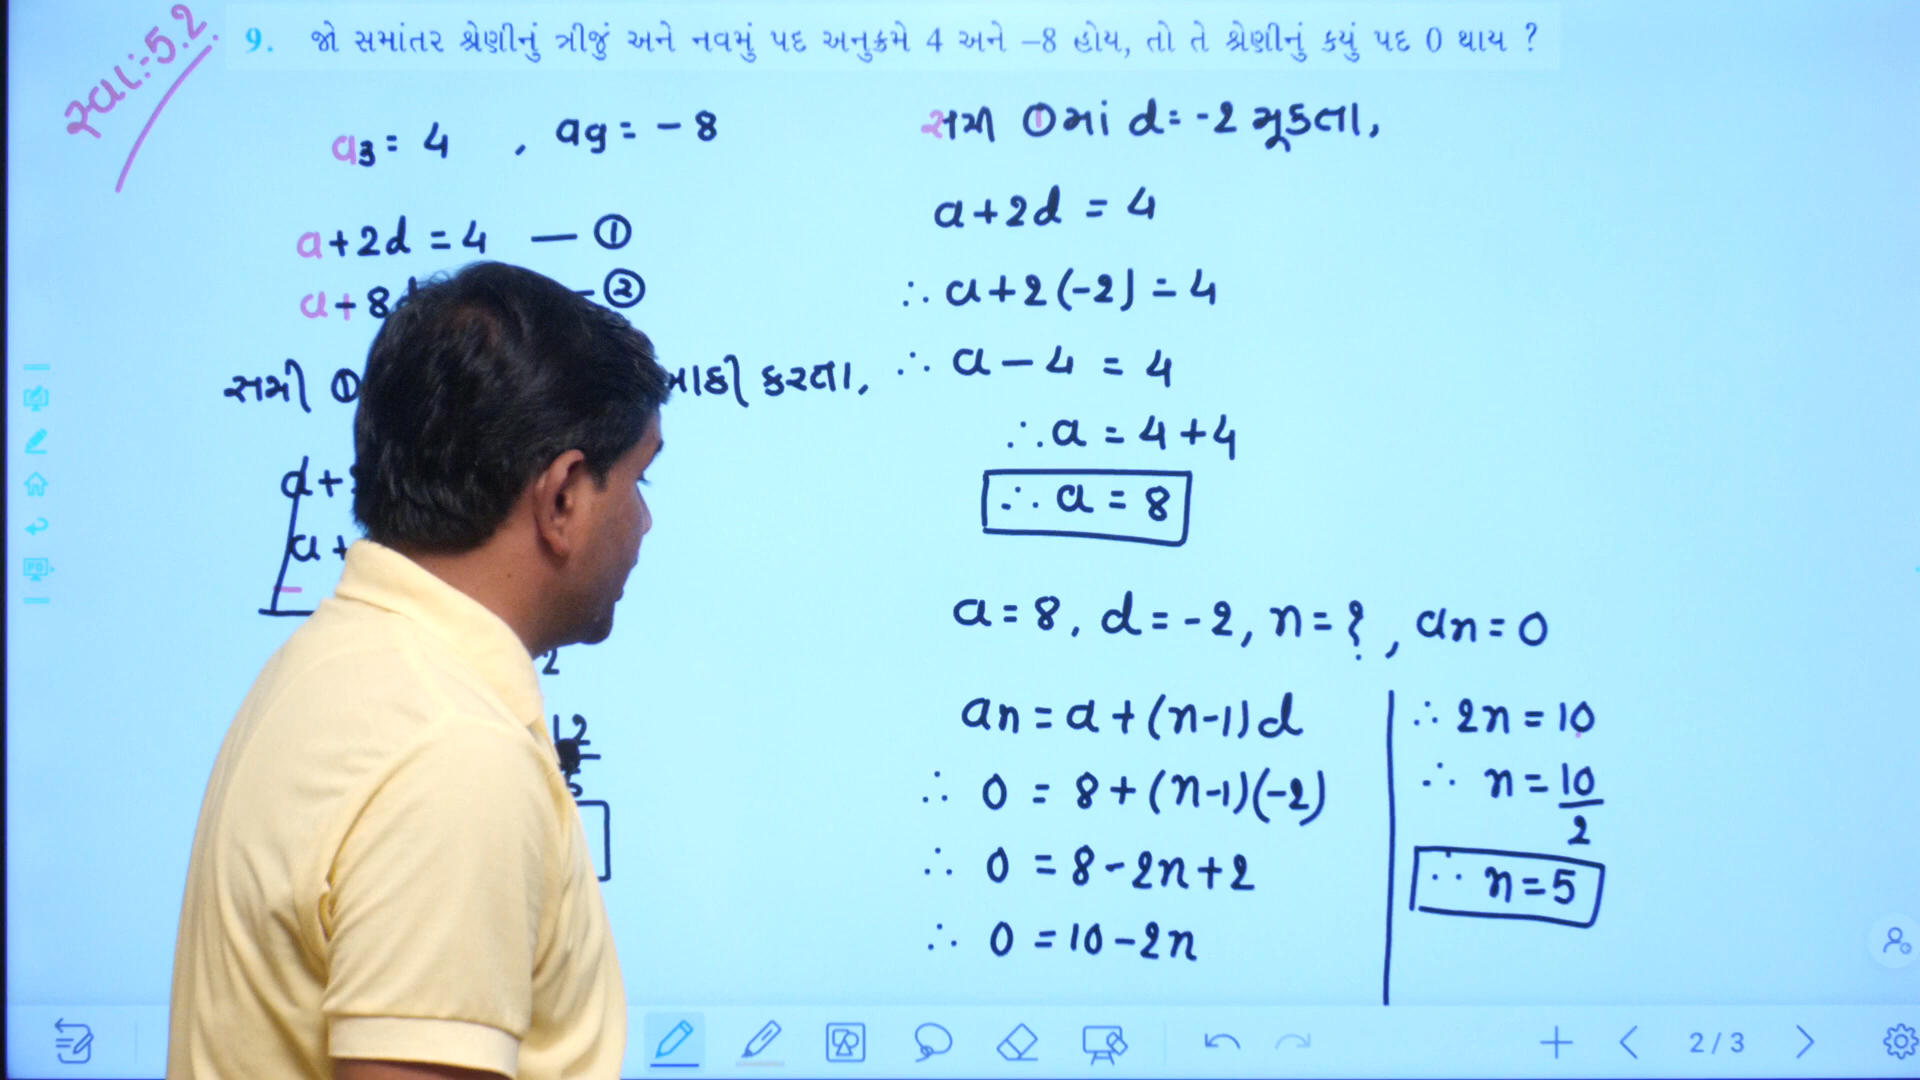 સ્વા:-5.2
9. જો સમાંતર શ્રેણીનું ત્રીજું અને નવમું પદ અનુક્રમે 4 અને –8 હોય, તો તે શ્રેણીનું કયું પદ 0 થાય ?
a3 = 4 , a9 = - 8
a+2d = 4 — ①
a+8d — ②
સમી ①
બાકી કરતા,
d+
a+
2
12
સમી ①માં d = -2 મૂકતા,
a+2d = 4
∴ a+2(-2) = 4
∴ a - 4 = 4
∴ a = 4+4
∴ a = 8
a = 8, d = -2, n = ? , an = 0
an = a + (n-1)d
∴ 0 = 8 + (n-1)(-2)
∴ 0 = 8 - 2n + 2
∴ 0 = 10 - 2n
∴ 2n = 10
∴ n = 10/2
∴ n = 5
2 / 3